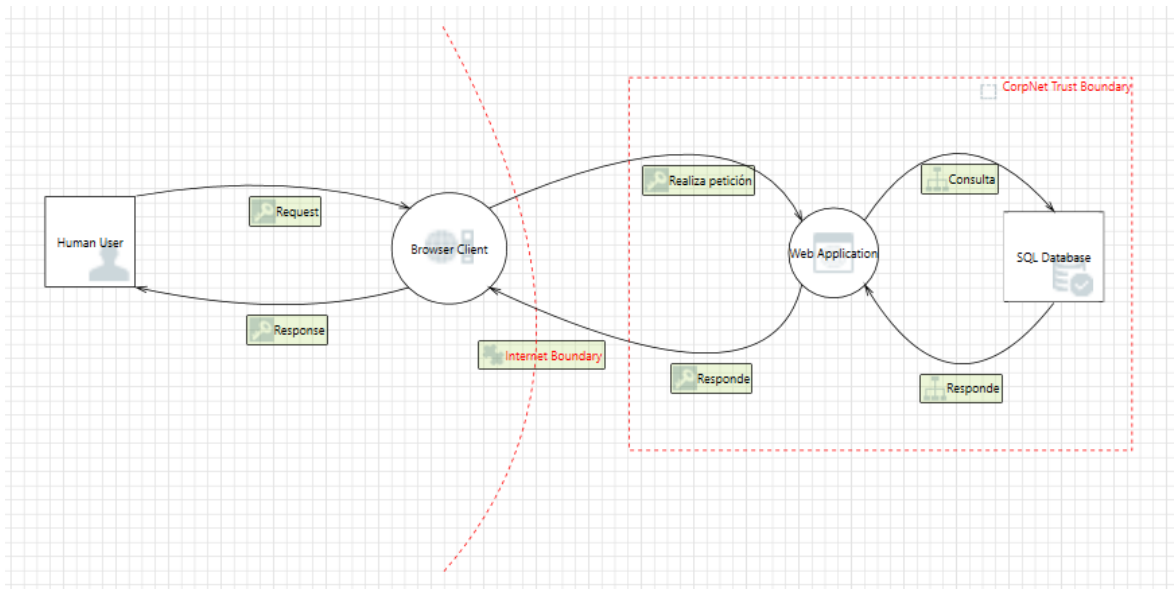 CorpNet Trust Boundary
Realiza petición
Consulta
Request
Human User
Browser Client
Web Application
SQL Database
Response
Internet Boundary
Responde
Responde